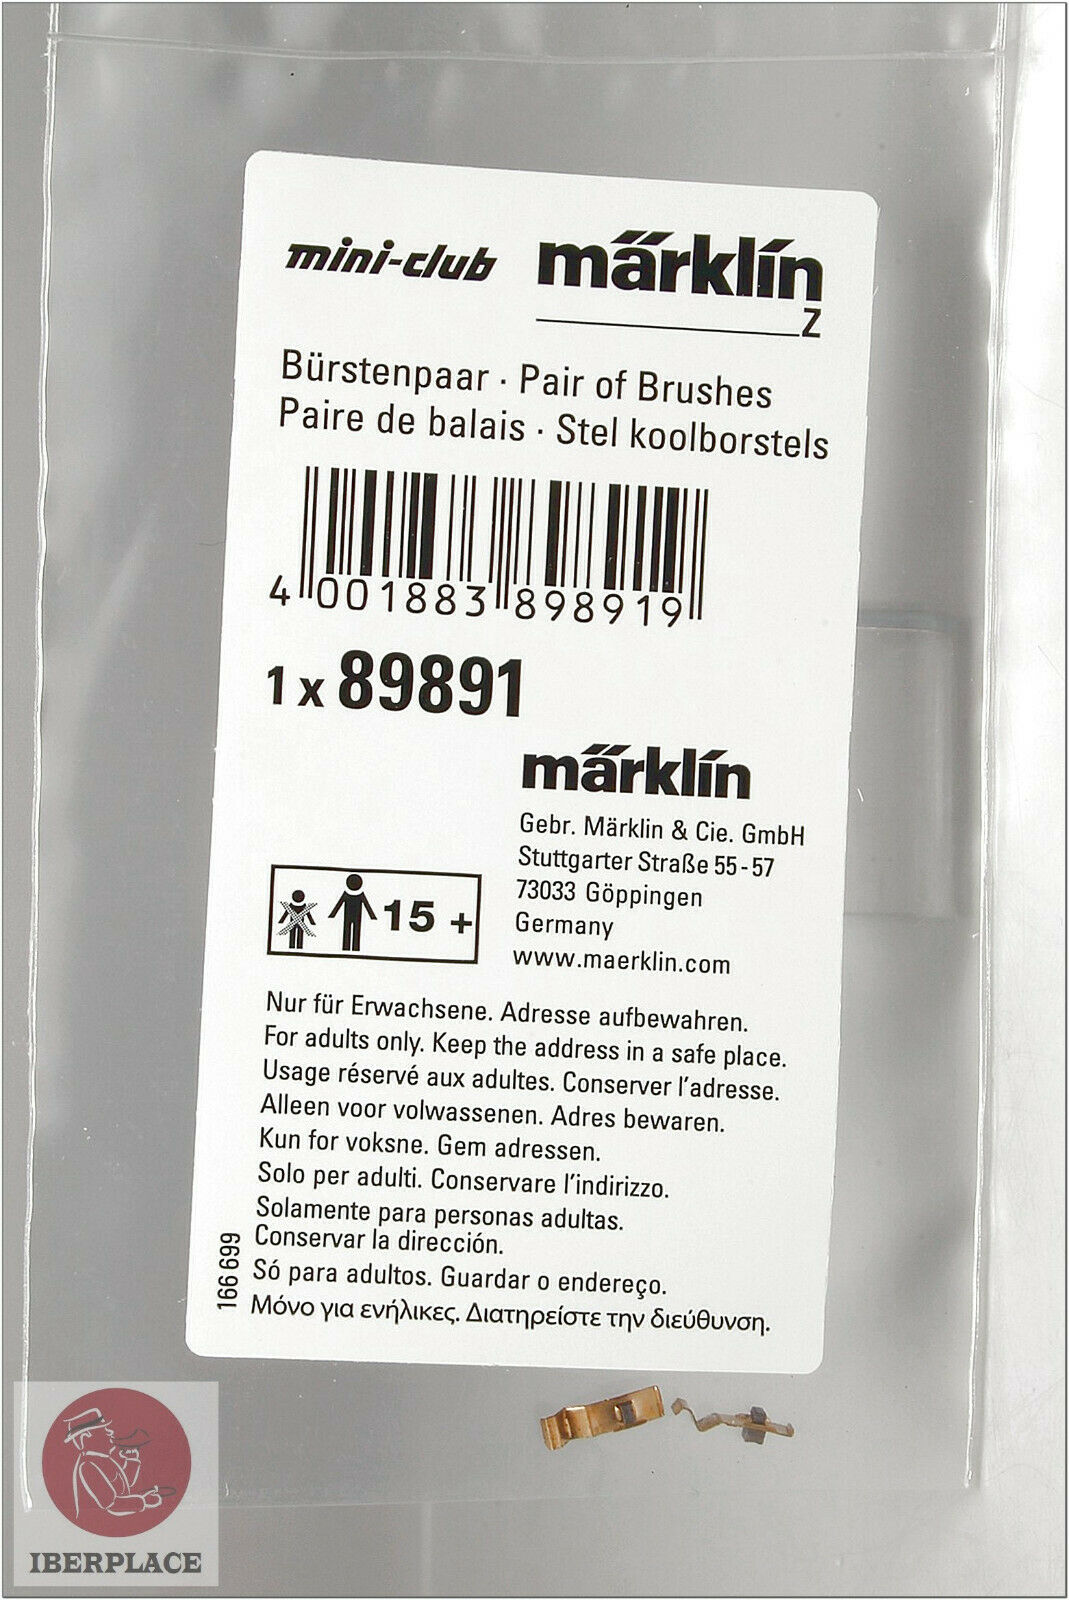 mini-club märklín
Z
Bürstenpaar · Pair of Brushes
Paire de balais · Stel koolborstels
4 001883 898919
1 x 89891
märklín
Gebr. Märklin & Cie. GmbH
Stuttgarter Straße 55-57
73033 Göppingen
Germany
www.maerklin.com
15 +
Nur für Erwachsene. Adresse aufbewahren.
For adults only. Keep the address in a safe place.
Usage réservé aux adultes. Conserver l'adresse.
Alleen voor volwassenen. Adres bewaren.
Kun for voksne. Gem adressen.
Solo per adulti. Conservare l'indirizzo.
Solamente para personas adultas.
Conservar la dirección.
Só para adultos. Guardar o endereço.
Μόνο για ενήλικες. Διατηρείστε την διεύθυνση.
166 699
IBERPLACE